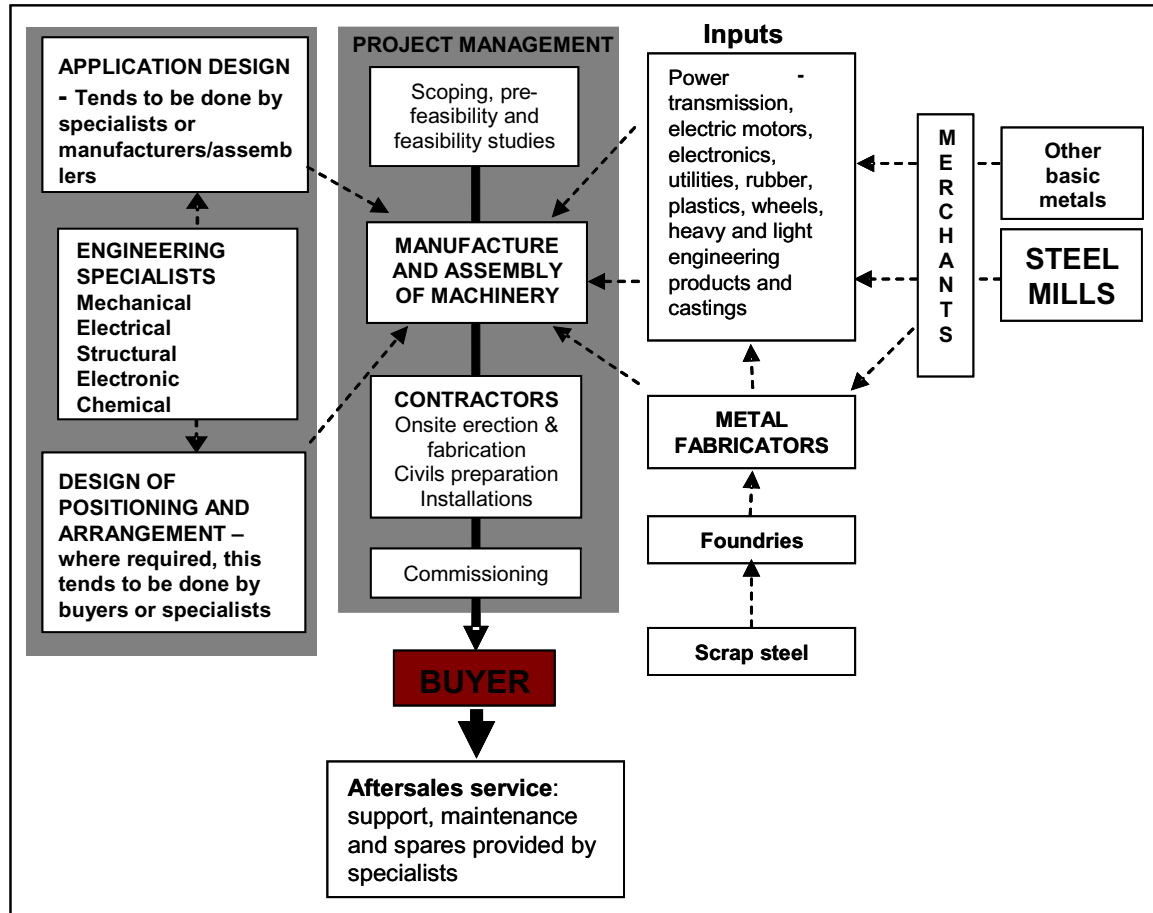 APPLICATION DESIGN
- Tends to be done by
specialists or
manufacturers/assemb
lers
ENGINEERING
SPECIALISTS
Mechanical
Electrical
Structural
Electronic
Chemical
DESIGN OF
POSITIONING AND
ARRANGEMENT –
where required, this
tends to be done by
buyers or specialists
PROJECT MANAGEMENT
Scoping, pre-
feasibility and
feasibility studies
MANUFACTURE
AND ASSEMBLY
OF MACHINERY
CONTRACTORS
Onsite erection &
fabrication
Civils preparation
Installations
Commissioning
BUYER
Aftersales service:
support, maintenance
and spares provided by
specialists
Inputs
Power -
transmission,
electric motors,
electronics,
utilities, rubber,
plastics, wheels,
heavy and light
engineering
products and
castings
METAL
FABRICATORS
Foundries
Scrap steel
MERCHANTS
Other
basic
metals
STEEL
MILLS